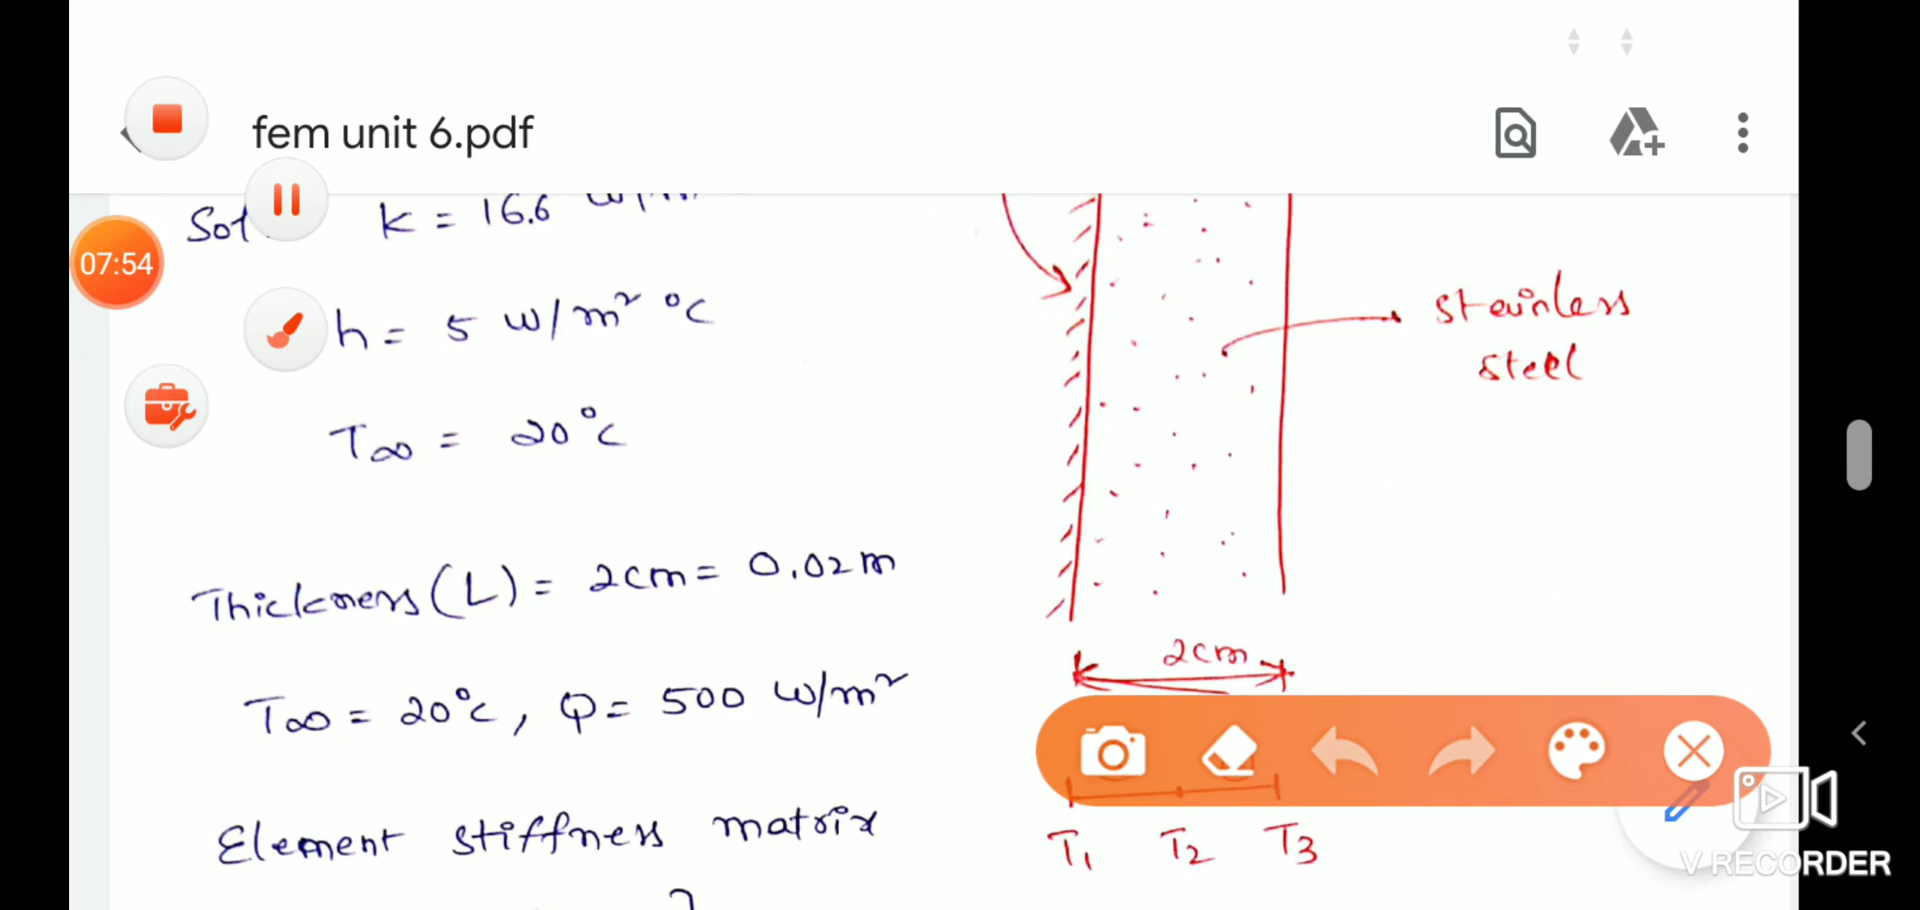 fem unit 6.pdf
Sol
k = 16.6
07:54
h = 5 W/m² °C
T∞ = 20°C
Thickness (L) = 2cm = 0.02m
T∞ = 20°C, Q = 500 W/m²
Element stiffness matrix
stainless
steel
2cm
T₁ T₂ T₃
V RECORDER